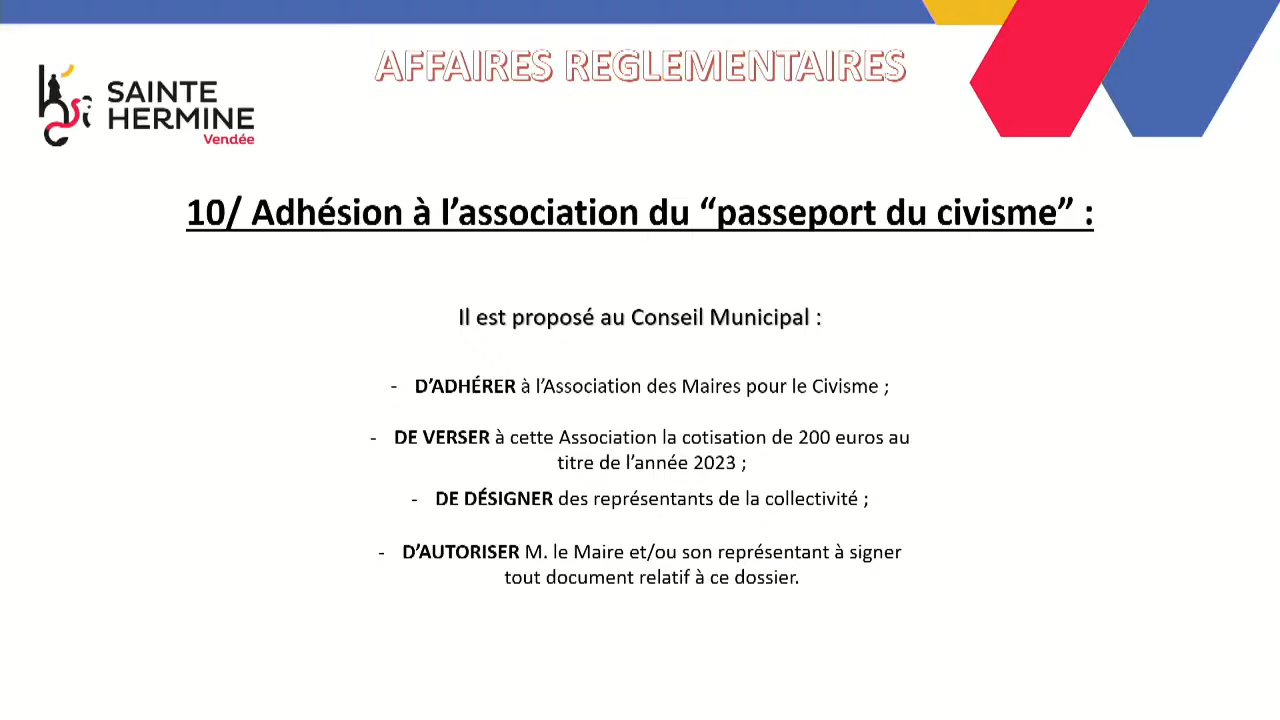 AFFAIRES REGLEMENTAIRES
SAINTE
HERMINE
Vendée
10/ Adhésion à l’association du “passeport du civisme” :
Il est proposé au Conseil Municipal :
- D’ADHÉRER à l’Association des Maires pour le Civisme ;
- DE VERSER à cette Association la cotisation de 200 euros au
titre de l’année 2023 ;
- DE DÉSIGNER des représentants de la collectivité ;
- D’AUTORISER M. le Maire et/ou son représentant à signer
tout document relatif à ce dossier.